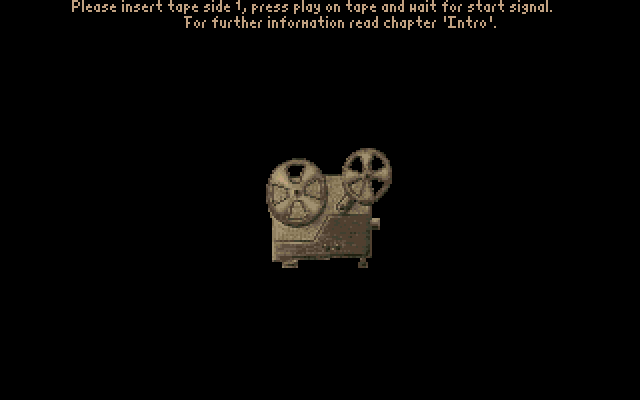 Please insert tape side 1, press play on tape and wait for start signal.
For further information read chapter 'Intro'.